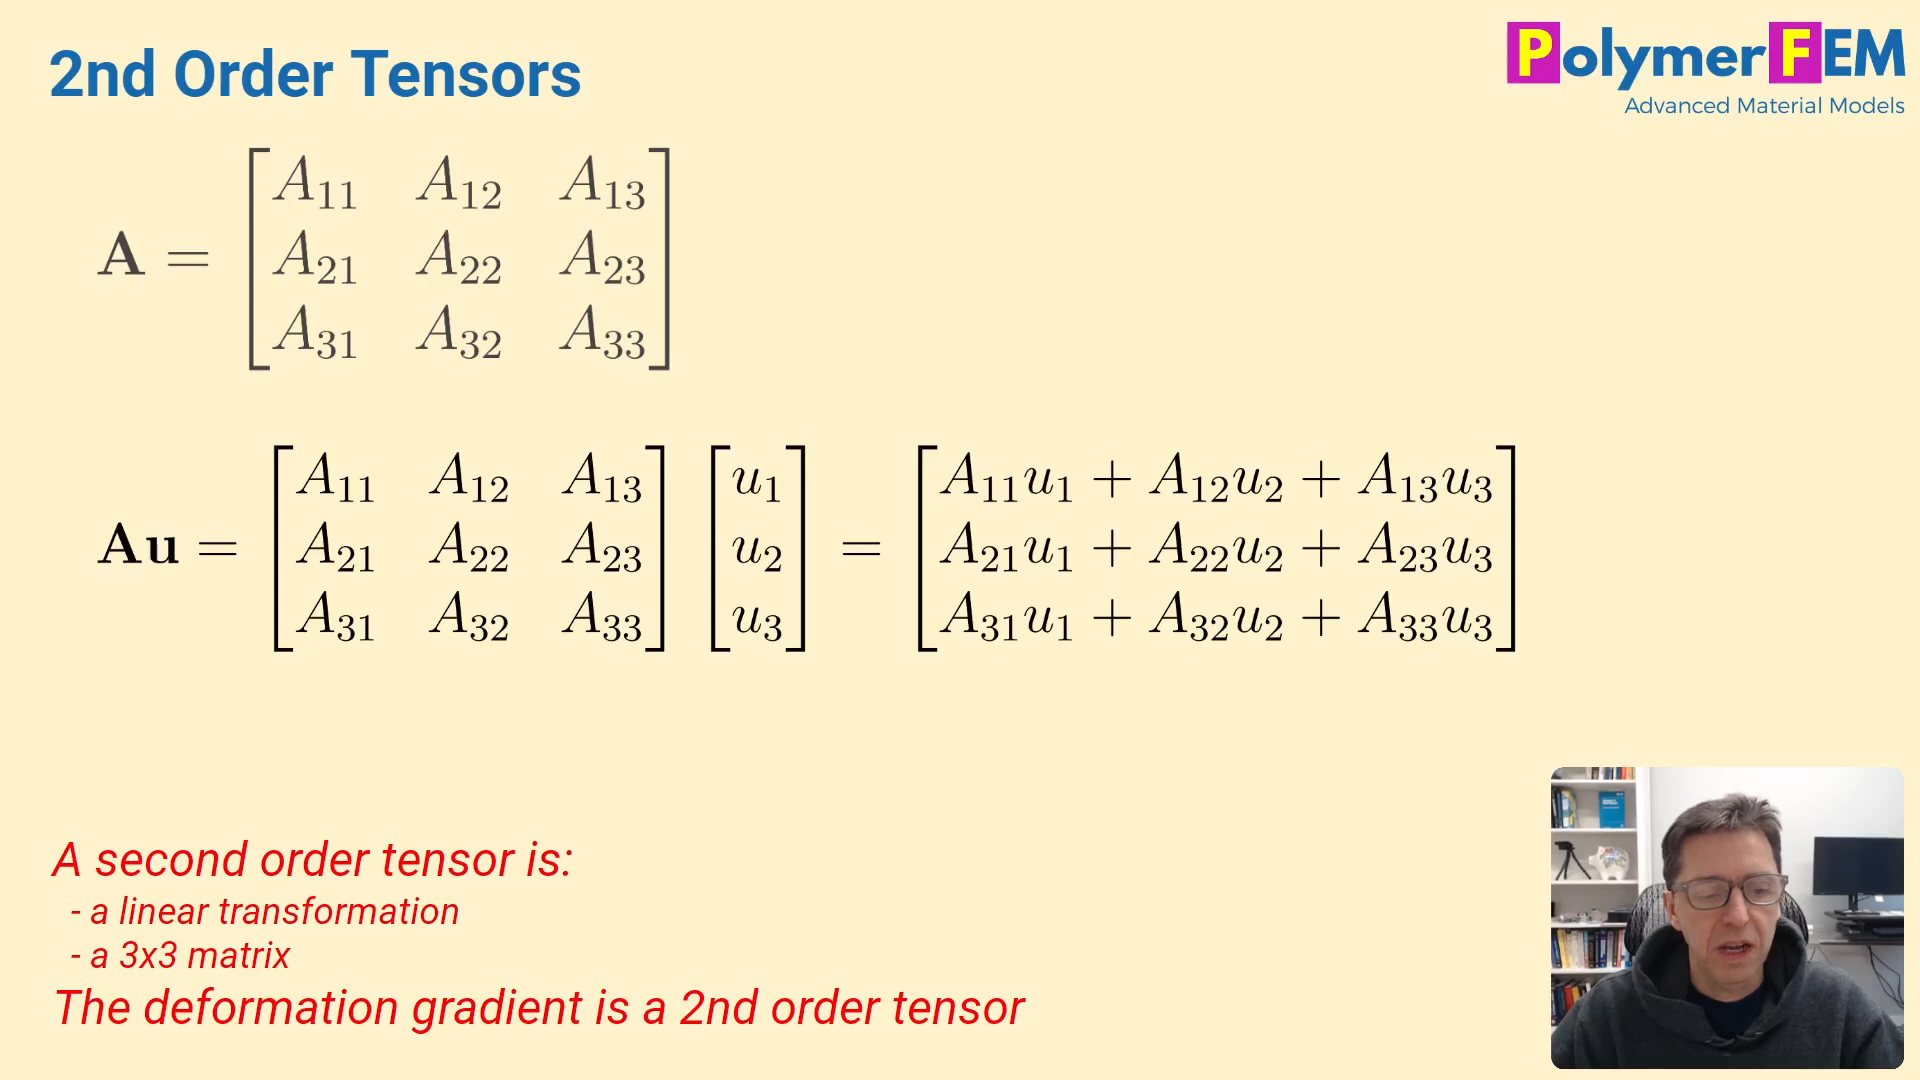 2nd Order Tensors
PolymerFEM
Advanced Material Models
A = [A11 A12 A13
A21 A22 A23
A31 A32 A33]
Au = [A11 A12 A13 [u1 = [A11u1 + A12u2 + A13u3
A21 A22 A23 u2 A21u1 + A22u2 + A23u3
A31 A32 A33] u3] A31u1 + A32u2 + A33u3]
A second order tensor is:
- a linear transformation
- a 3x3 matrix
The deformation gradient is a 2nd order tensor